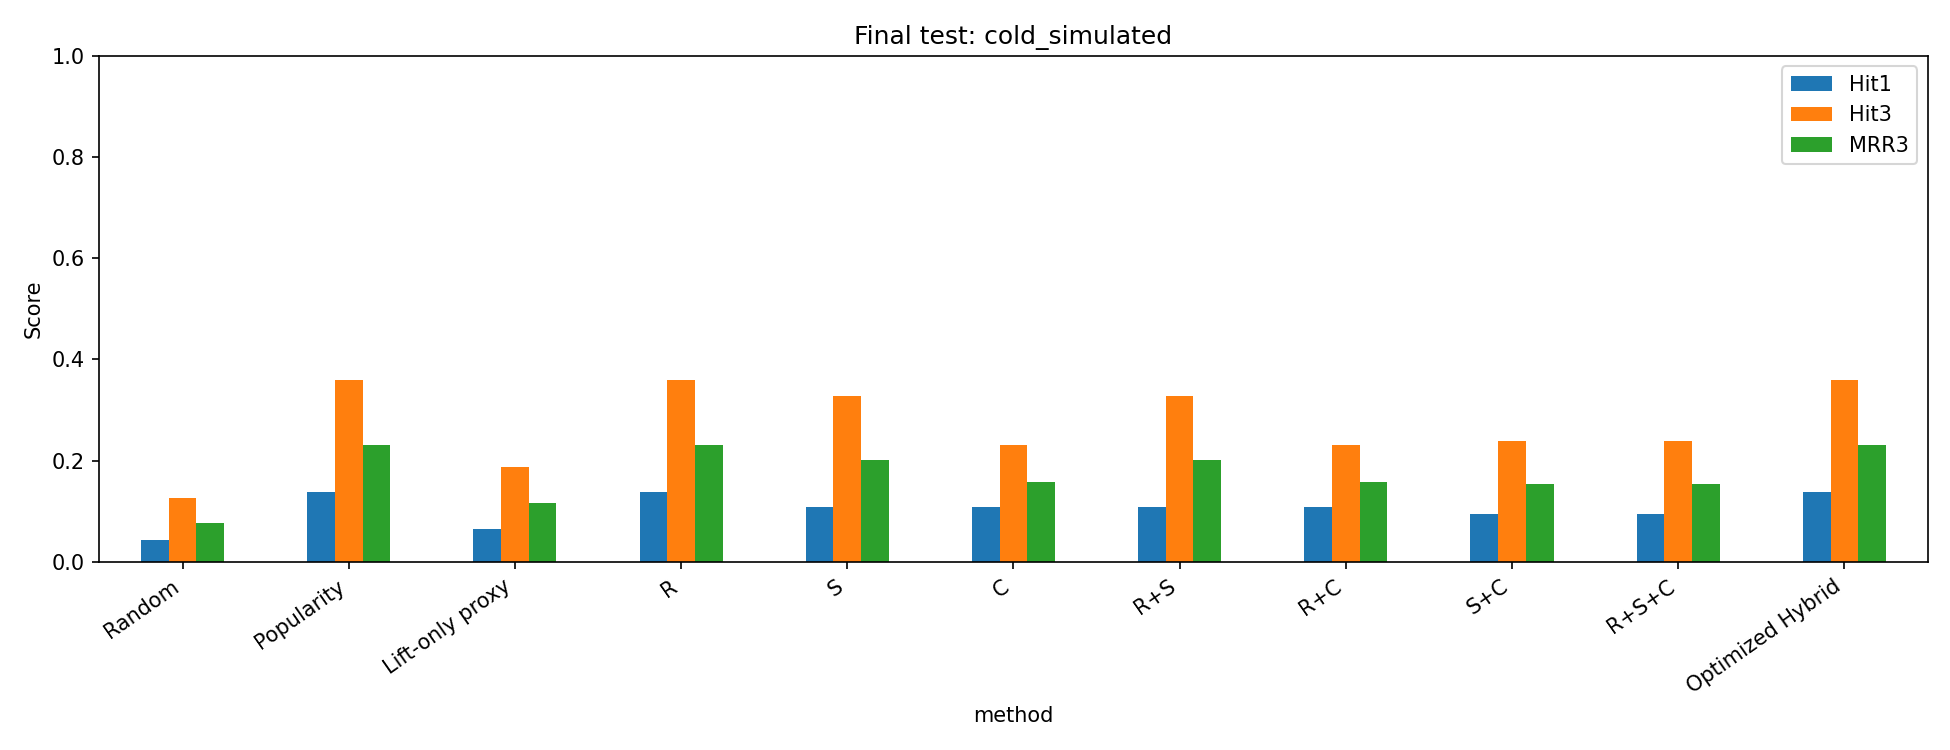 Final test: cold_simulated
1.0
0.8
0.6
0.4
0.2
0.0
Score
Hit1
Hit3
MRR3
Random
Popularity
Lift-only proxy
R
S
C
R+S
R+C
S+C
R+S+C
Optimized Hybrid
method